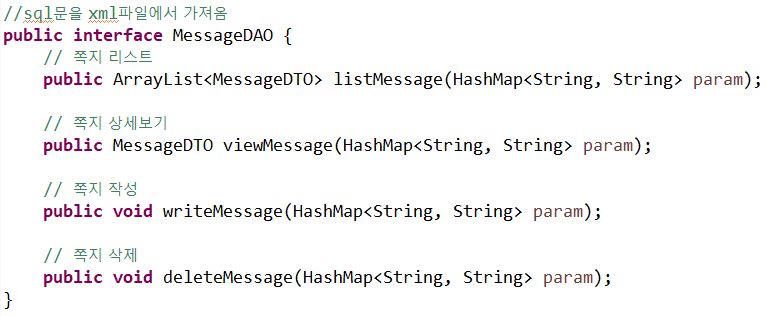 //sql문을 xml파일에서 가져옴
public interface MessageDAO {
// 쪽지 리스트
public ArrayList<MessageDTO> listMessage(HashMap<String, String> param);
// 쪽지 상세보기
public MessageDTO viewMessage(HashMap<String, String> param);
// 쪽지 작성
public void writeMessage(HashMap<String, String> param);
// 쪽지 삭제
public void deleteMessage(HashMap<String, String> param);
}